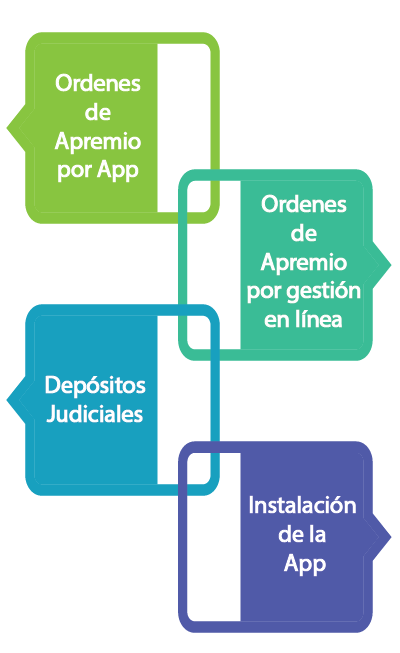 Ordenes
de
Apremio
por App
Ordenes
de
Apremio
por gestión
en línea
Depósitos
Judiciales
Instalación
de la
App